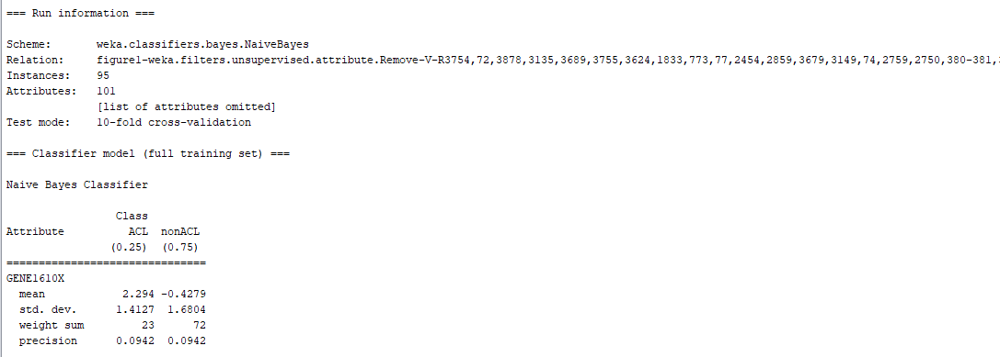 === Run information ===
Scheme: weka.classifiers.bayes.NaiveBayes
Relation: figure1-weka.filters.unsupervised.attribute.Remove-V-R3754,72,3878,3135,3689,3755,3624,1833,773,77,2454,2859,3679,3149,74,2759,2750,380-381,
Instances: 95
Attributes: 101
[list of attributes omitted]
Test mode: 10-fold cross-validation
=== Classifier model (full training set) ===
Naive Bayes Classifier
Class
Attribute ACL nonACL
(0.25) (0.75)
===============================
GENE1610X
mean 2.294 -0.4279
std. dev. 1.4127 1.6804
weight sum 23 72
precision 0.0942 0.0942